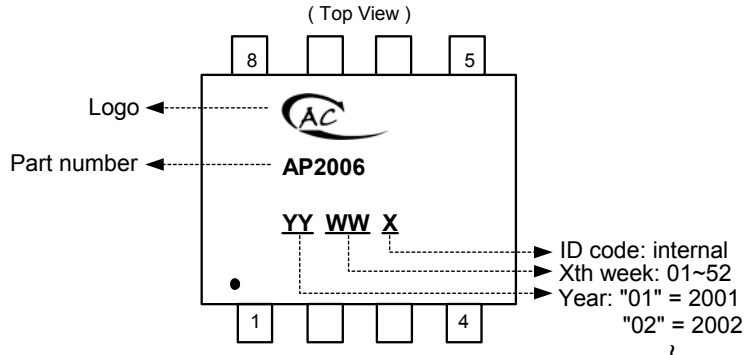 ( Top View )
8 5
Logo
AC
Part number
AP2006
YY WW X
ID code: internal
Xth week: 01~52
Year: "01" = 2001
"02" = 2002
~
1 4